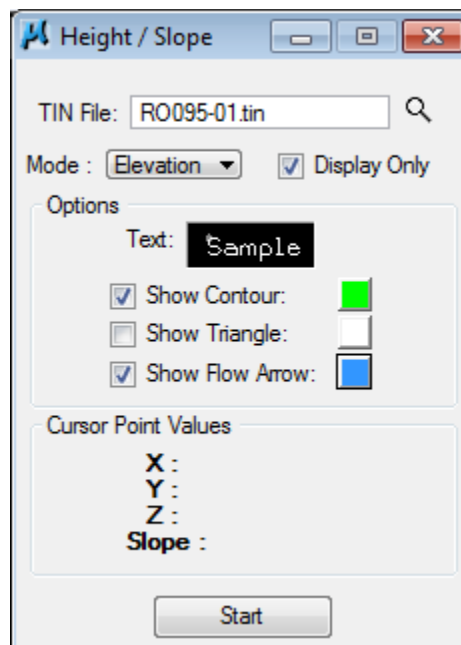 Height / Slope
TIN File: RO095-01.tin
Mode : Elevation Display Only
Options
Text: Sample
Show Contour:
Show Triangle:
Show Flow Arrow:
Cursor Point Values
X :
Y :
Z :
Slope :
Start